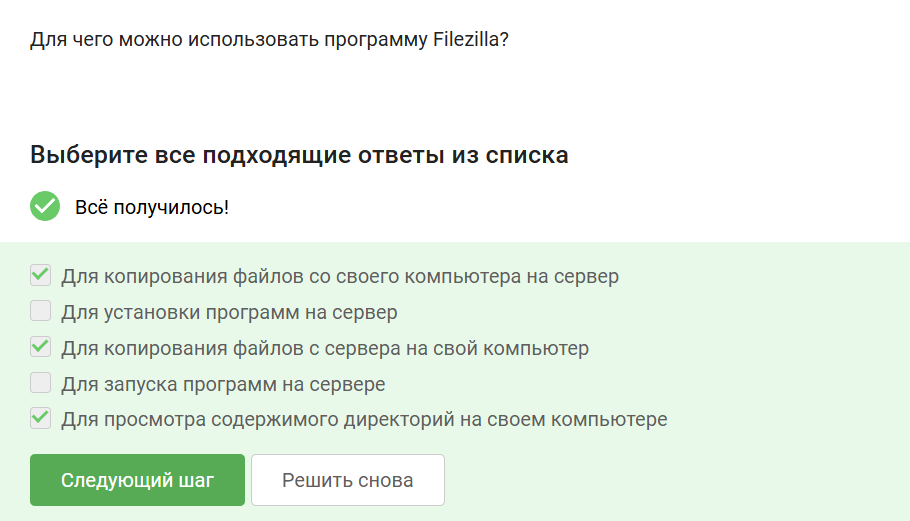 Для чего можно использовать программу Filezilla?
Выберите все подходящие ответы из списка
Всё получилось!
Для копирования файлов со своего компьютера на сервер
Для установки программ на сервер
Для копирования файлов с сервера на свой компьютер
Для запуска программ на сервере
Для просмотра содержимого директорий на своем компьютере
Следующий шаг
Решить снова